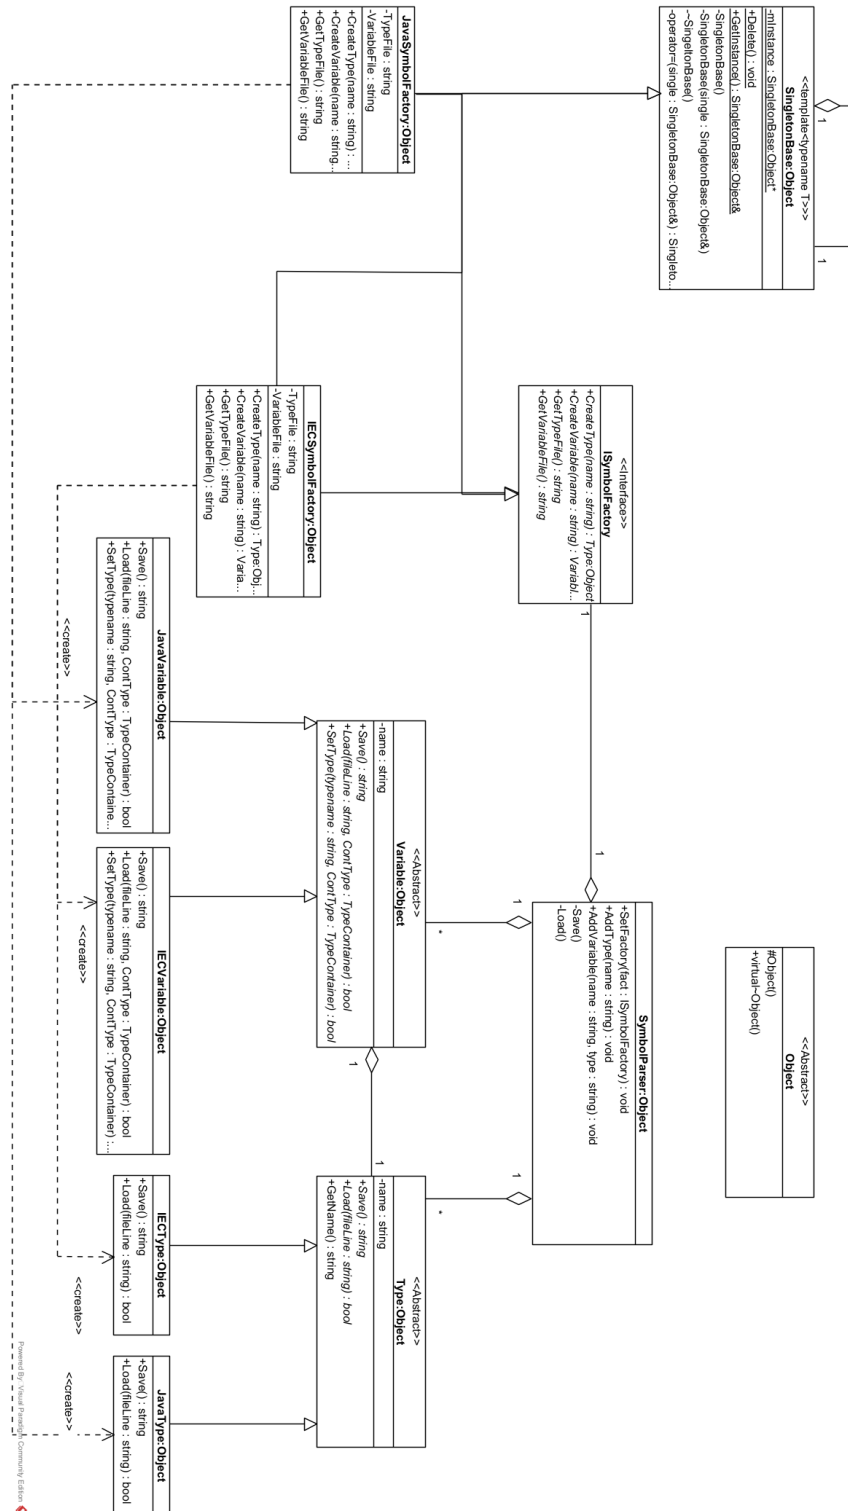 <<template<typename T>>>
SingletonBase:Object
-mInstance : SingletonBase:Object*
+Delete() : void
+GetInstance() : SingletonBase:Object&
-SingletonBase()
-SingletonBase(single : SingletonBase:Object&)
-~SingeltonBase()
-operator=(single : SingletonBase:Object&) : Singleto...
1
1
JavaSymbolFactory:Object
-TypeFile : string
-VariableFile : string
+CreateType(name : string) : ...
+CreateVariable(name : string...
+GetTypeFile() : string
+GetVariableFile() : string
<<Interface>>
ISymbolFactory
+CreateType(name : string) : Type:Object
+CreateVariable(name : string) : Variabl...
+GetTypeFile() : string
+GetVariableFile() : string
1
IECSymbolFactory:Object
-TypeFile : string
-VariableFile : string
+CreateType(name : string) : Type:Obj...
+CreateVariable(name : string) : Varia...
+GetTypeFile() : string
+GetVariableFile() : string
<<Abstract>>
Object
#Object()
+virtual~Object()
1
SymbolParser:Object
+SetFactory(fact : ISymbolFactory) : void
+AddType(name : string) : void
+AddVariable(name : string, type : string) : void
-Save()
-Load()
1
*
1
*
<<Abstract>>
Variable:Object
-name : string
+Save() : string
+Load(fileLine : string, ContType : TypeContainer) : bool
+SetType(typename : string, ContType : TypeContainer) : bool
1
1
<<Abstract>>
Type:Object
-name : string
+Save() : string
+Load(fileLine : string) : bool
+GetName() : string
JavaVariable:Object
+Save() : string
+Load(fileLine : string, ContType : TypeContainer) : bool
+SetType(typename : string, ContType : TypeContaine...
<<create>>
IECVariable:Object
+Save() : string
+Load(fileLine : string, ContType : TypeContainer) : bool
+SetType(typename : string, ContType : TypeContainer) :...
<<create>>
IECType:Object
+Save() : string
+Load(fileLine : string) : bool
<<create>>
JavaType:Object
+Save() : string
+Load(fileLine : string) : bool
<<create>>
Powered By: Visual Paradigm Community Edition